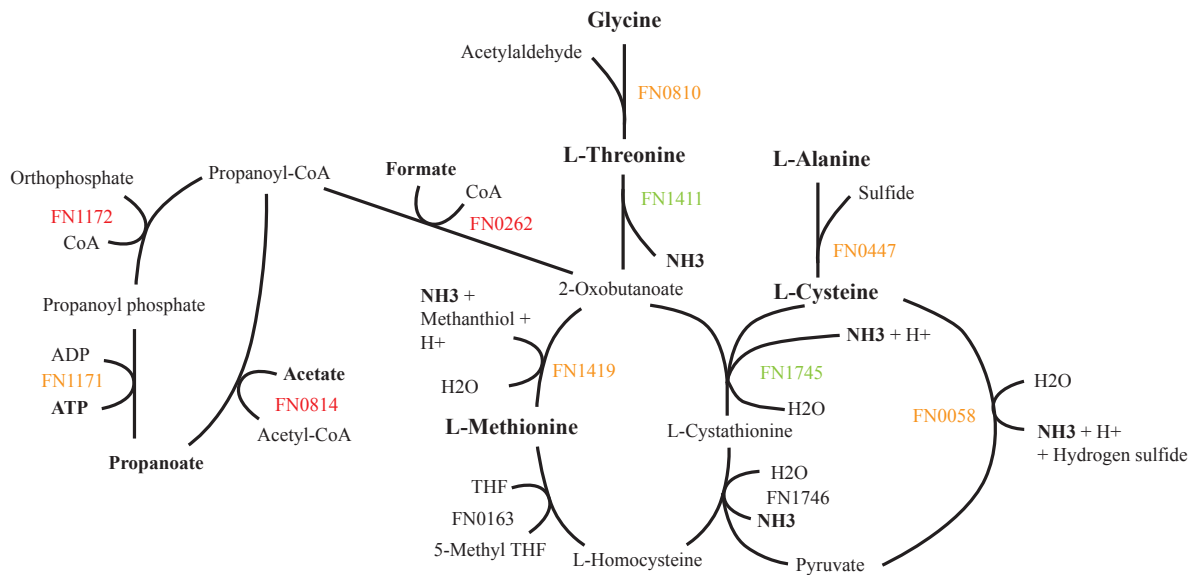 Glycine
Acetylaldehyde
FN0810
L-Threonine
L-Alanine
Formate
Propanoyl-CoA
Orthophosphate
CoA
Sulfide
FN1411
FN1172
FN0262
CoA
NH3
FN0447
2-Oxobutanoate
L-Cysteine
NH3 +
Methanthiol +
H+
Propanoyl phosphate
NH3 + H+
ADP
FN1171
ATP
Acetate
FN0814
Acetyl-CoA
H2O
FN1419
FN1745
H2O
H2O
FN0058
L-Methionine
L-Cystathionine
NH3 + H+
+ Hydrogen sulfide
Propanoate
THF
FN0163
5-Methyl THF
H2O
FN1746
NH3
L-Homocysteine
Pyruvate